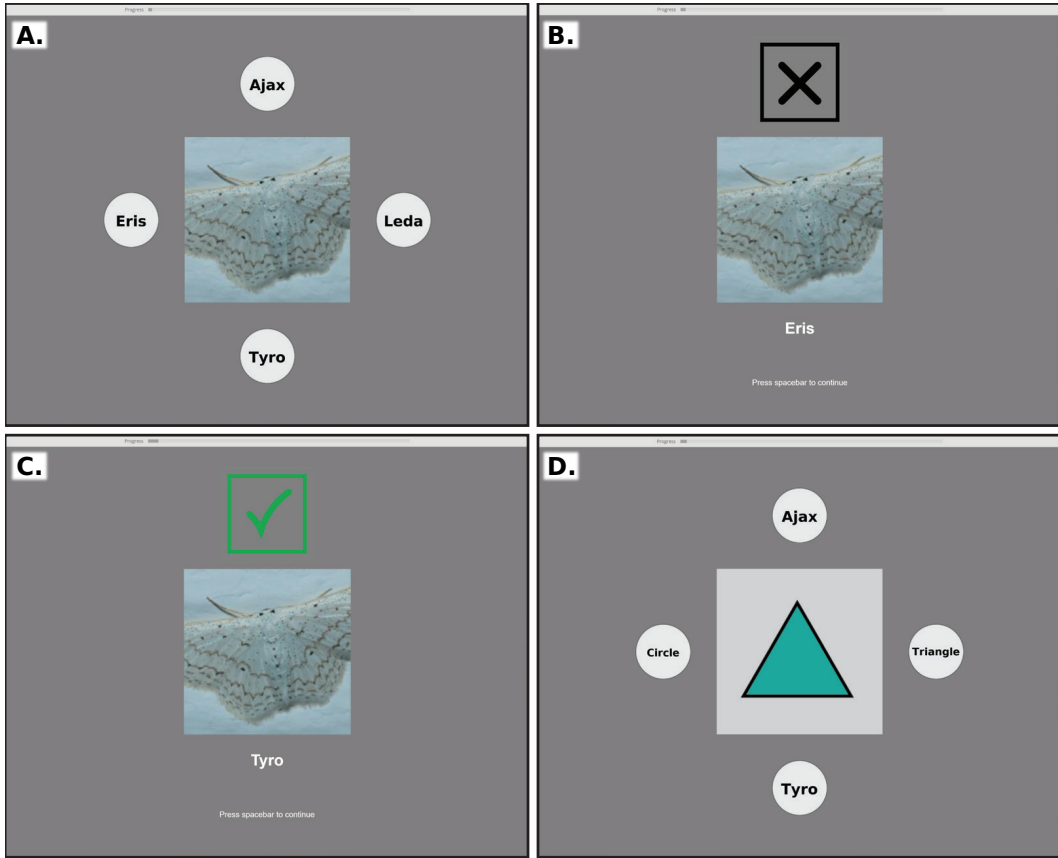 Progress
A.
Ajax
Eris
Leda
Tyro
Progress
B.
Eris
Press spacebar to continue
Progress
C.
Tyro
Press spacebar to continue
Progress
D.
Ajax
Circle
Triangle
Tyro